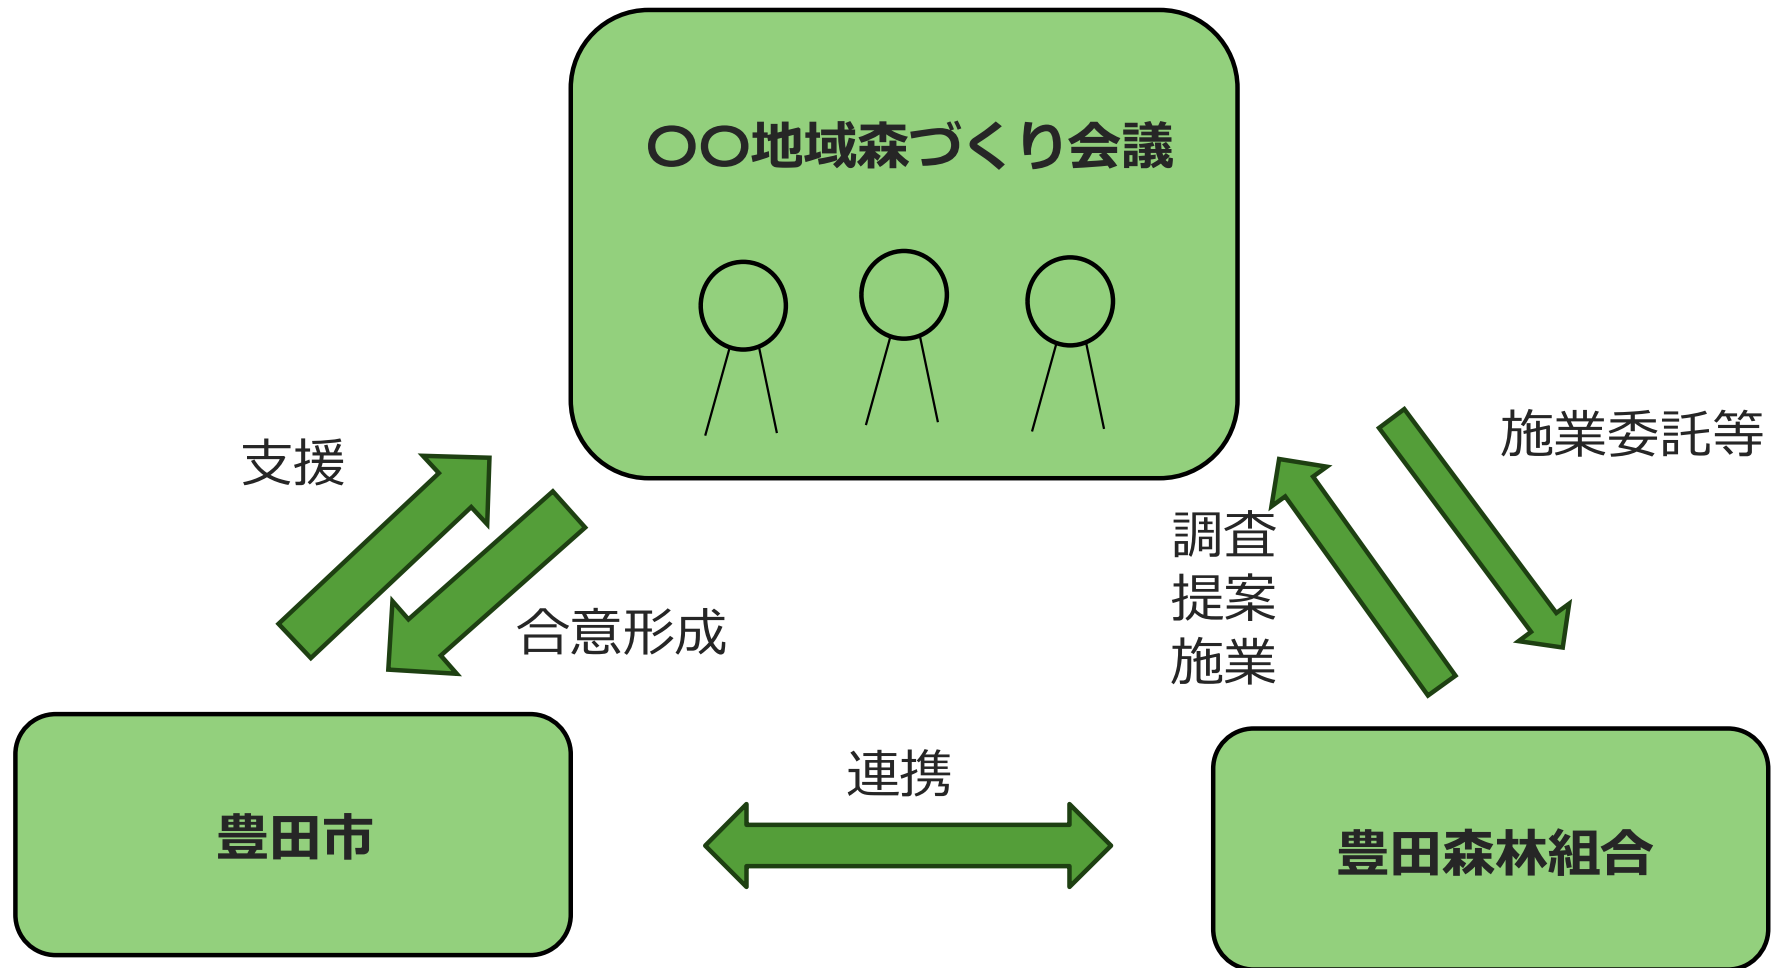 〇〇地域森づくり会議
支援
合意形成
施業委託等
調査
提案
施業
連携
豊田市
豊田森林組合